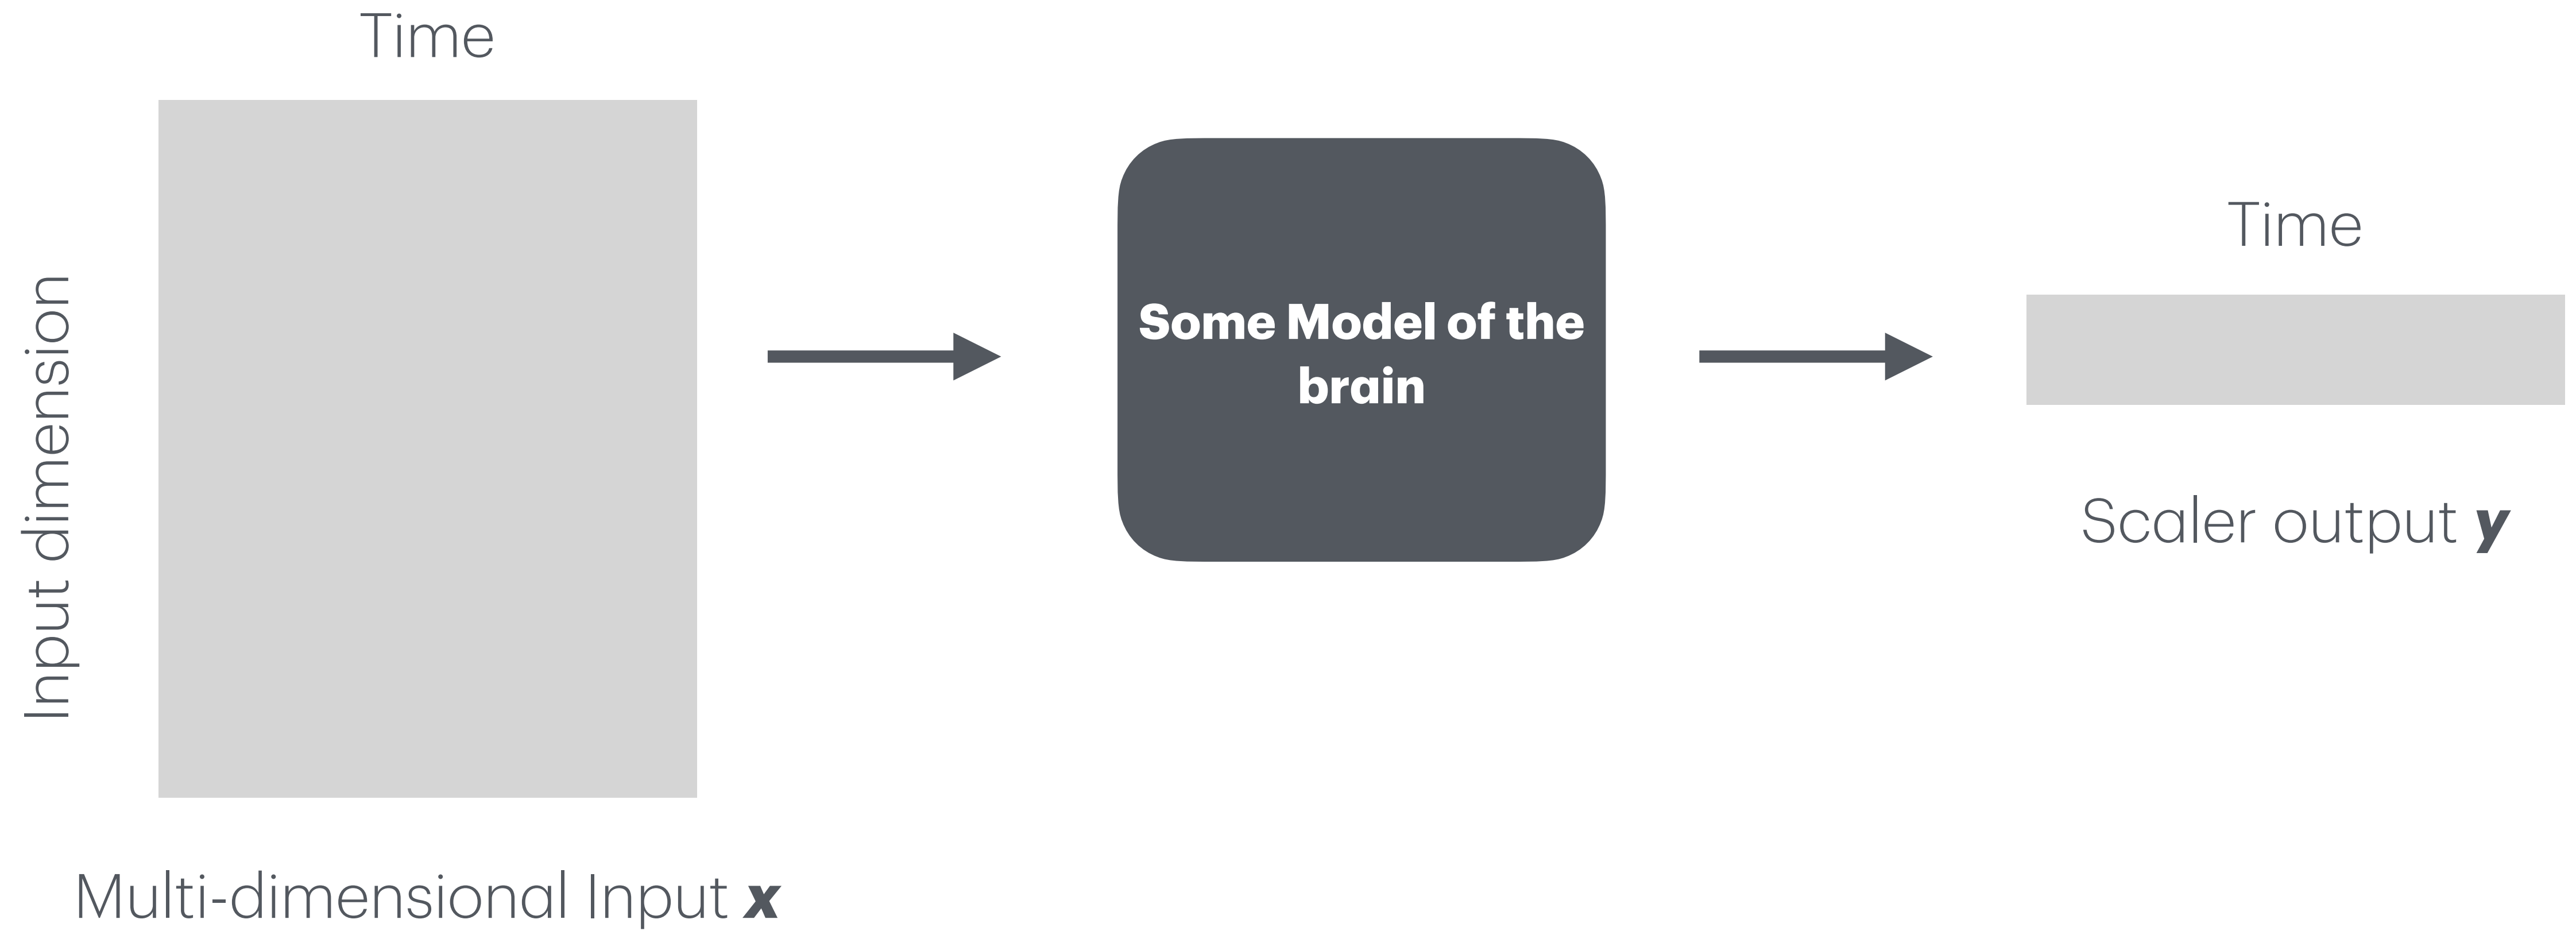 Time
Input dimension
Multi-dimensional Input x
Some Model of the
brain
Time
Scaler output y